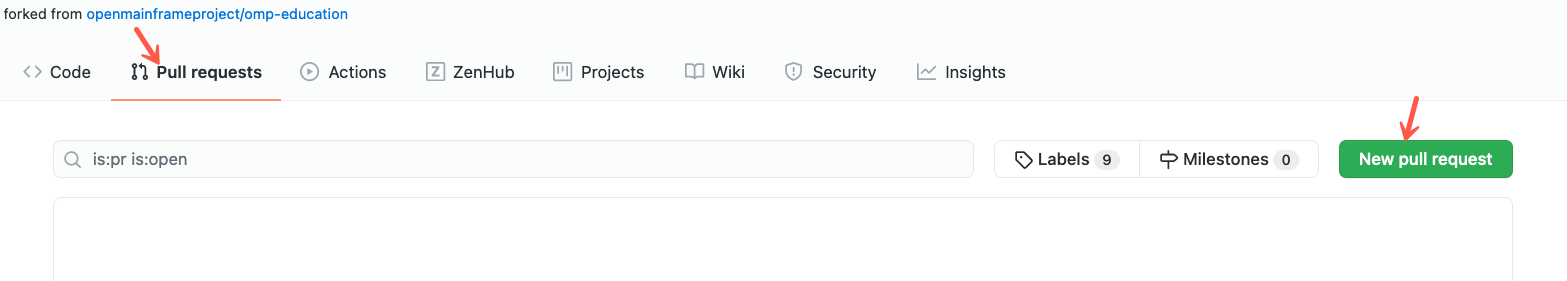 forked from openmainframeproject/omp-education
Code Pull requests Actions ZenHub Projects Wiki Security Insights
is:pr is:open Labels 9 Milestones 0 New pull request